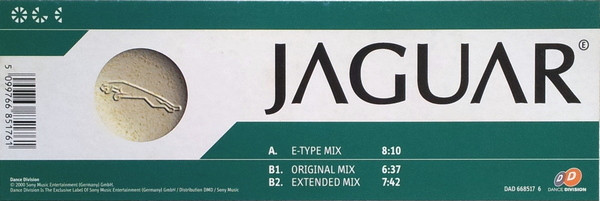 JAGUAR
E
5 099766 851761
A. E-TYPE MIX 8:10
B1. ORIGINAL MIX 6:37
B2. EXTENDED MIX 7:42
Dance Division
© 2000 Sony Music Entertainment (Germany) GmbH.
Dance Division Is The Exclusive Label Of Sony Music Entertainment (Germany) GmbH / Distribution DMD / Sony Music
DAD 668517 6
DD
DANCE DIVISION